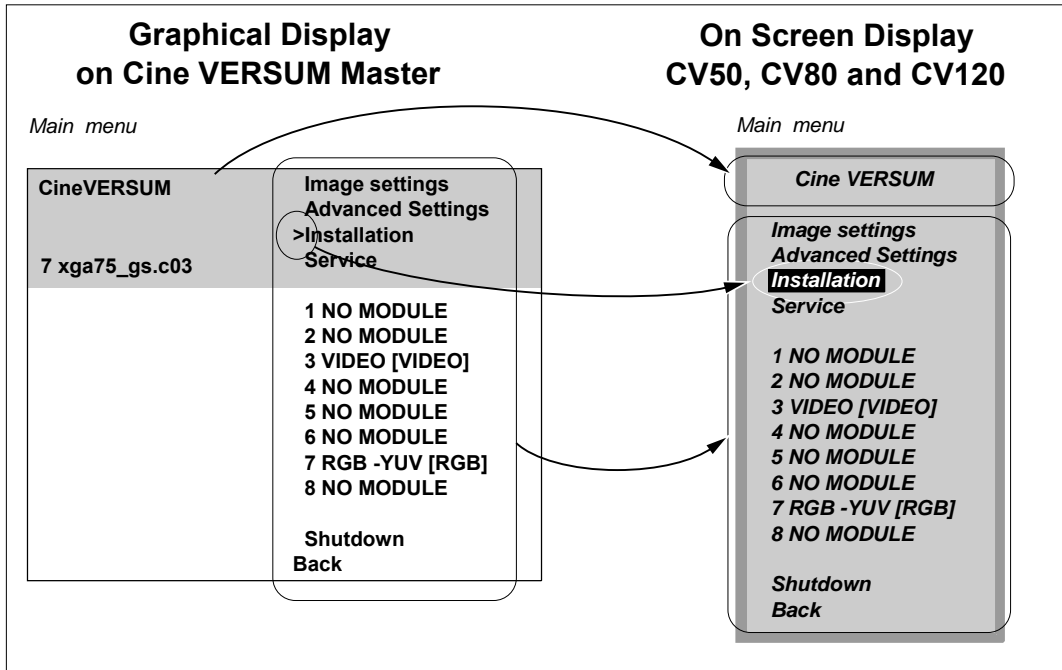 Graphical Display
on Cine VERSUM Master
Main menu
CineVERSUM
7 xga75_gs.c03
Image settings
Advanced Settings
>Installation
Service
1 NO MODULE
2 NO MODULE
3 VIDEO [VIDEO]
4 NO MODULE
5 NO MODULE
6 NO MODULE
7 RGB -YUV [RGB]
8 NO MODULE
Shutdown
Back
On Screen Display
CV50, CV80 and CV120
Main menu
Cine VERSUM
Image settings
Advanced Settings
Installation
Service
1 NO MODULE
2 NO MODULE
3 VIDEO [VIDEO]
4 NO MODULE
5 NO MODULE
6 NO MODULE
7 RGB -YUV [RGB]
8 NO MODULE
Shutdown
Back